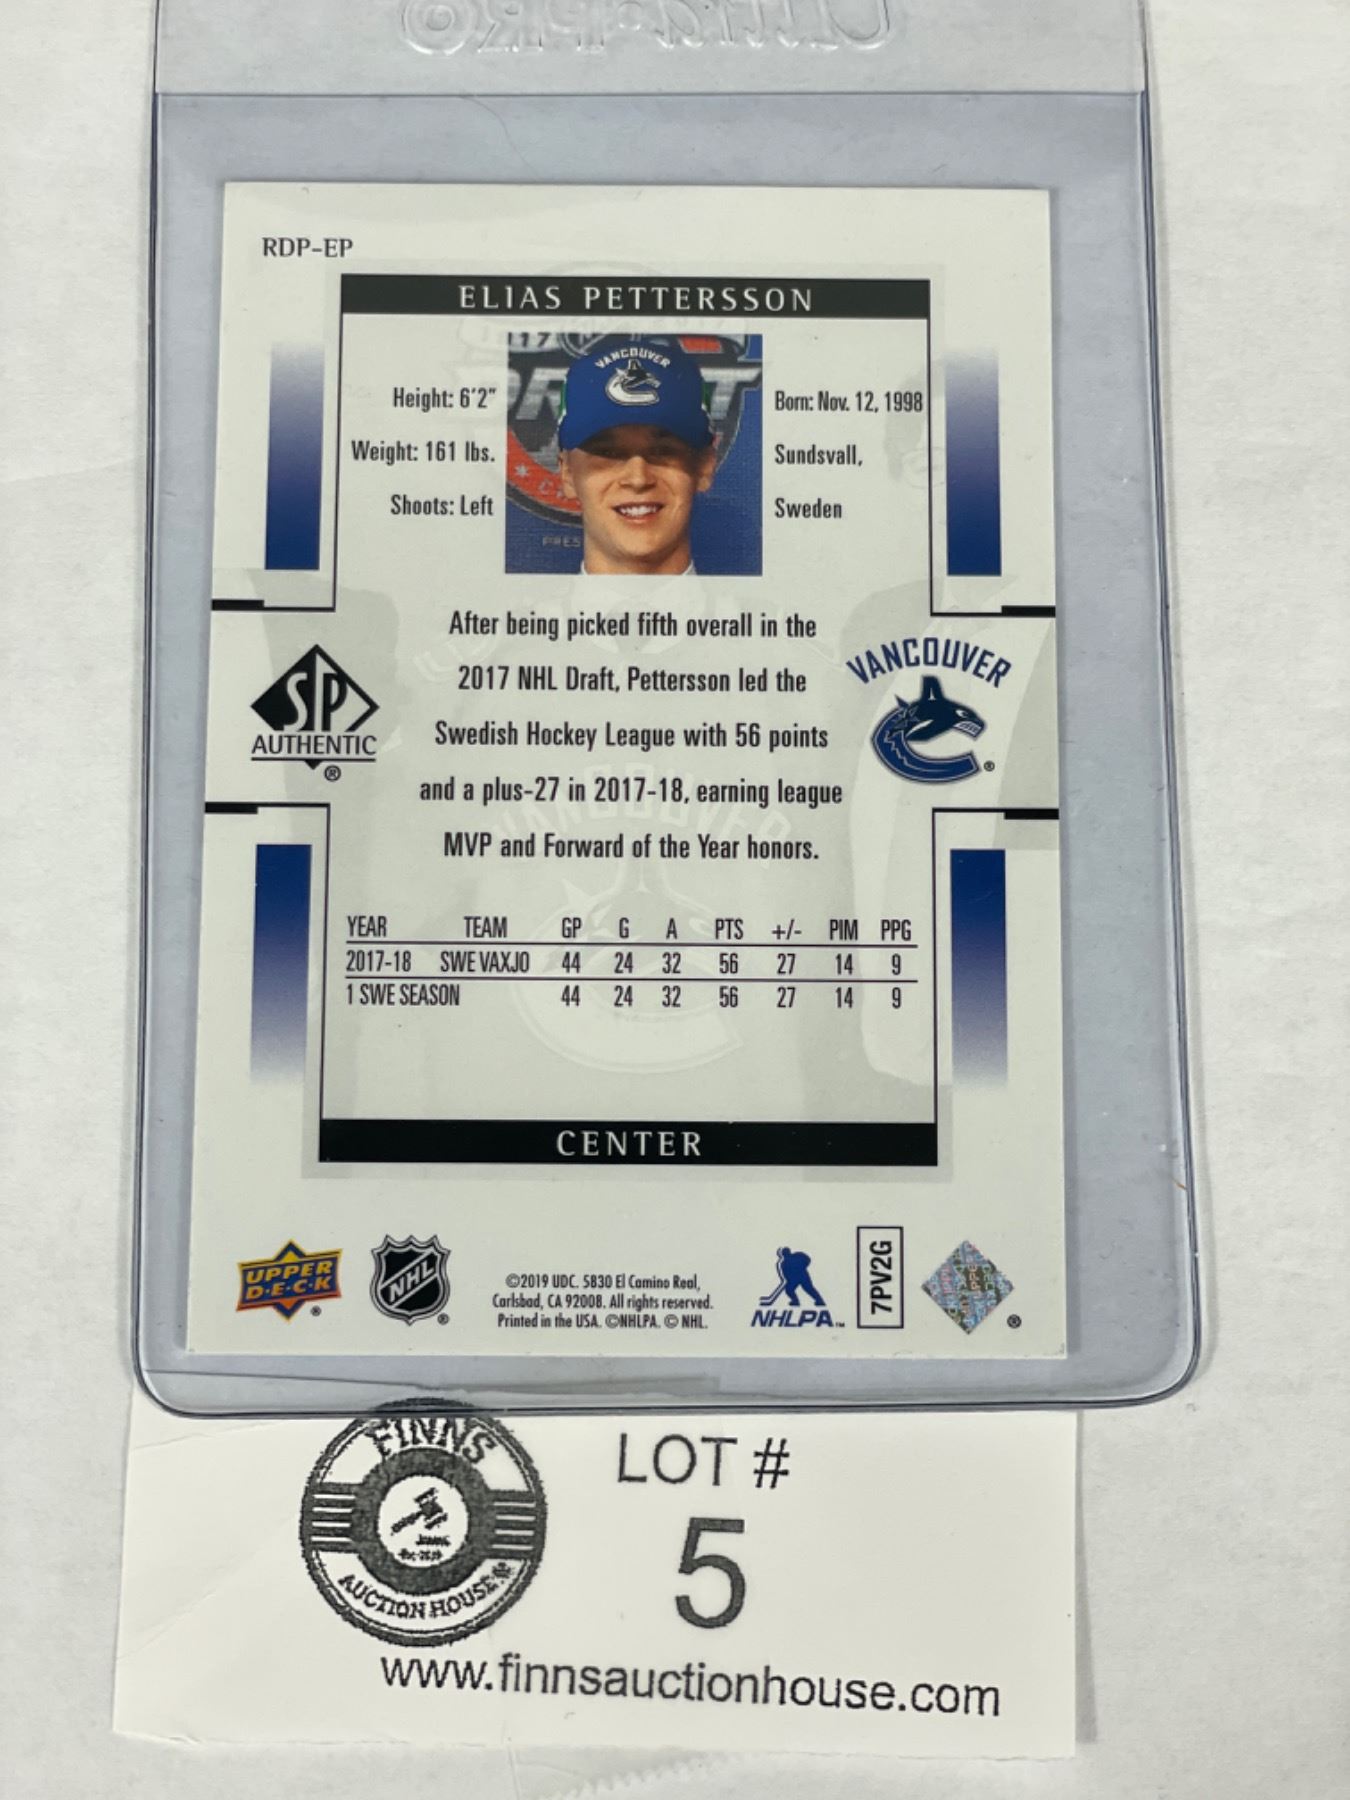 RDP-EP
ELIAS PETTERSSON
Height: 6'2"
Weight: 161 lbs.
Shoots: Left
VANCOUVER
Born: Nov. 12, 1998
Sundsvall,
Sweden
After being picked fifth overall in the
2017 NHL Draft, Pettersson led the
Swedish Hockey League with 56 points
and a plus-27 in 2017-18, earning league
MVP and Forward of the Year honors.
SP
AUTHENTIC
®
VANCOUVER
®
YEAR TEAM GP G A PTS +/- PIM PPG
2017-18 SWE VAXJO 44 24 32 56 27 14 9
1 SWE SEASON 44 24 32 56 27 14 9
CENTER
UPPER
D·E·C·K
®
NHL
®
©2019 UDC. 5830 El Camino Real,
Carlsbad, CA 92008. All rights reserved.
Printed in the USA. ©NHLPA. © NHL.
NHLPA™
7PV2G
®
FINNS
AUCTION HOUSE
LOT #
5
www.finnsauctionhouse.com